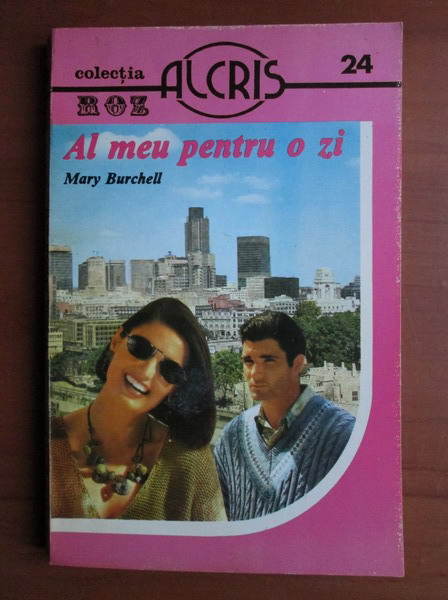 colecția
ROZ
ALCRIS
24
Al meu pentru o zi
Mary Burchell